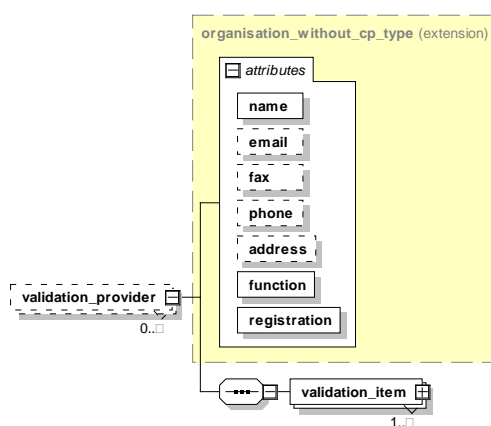 organisation_without_cp_type (extension)
attributes
name
email
fax
phone
address
function
registration
validation_provider
0..□
validation_item
1..□